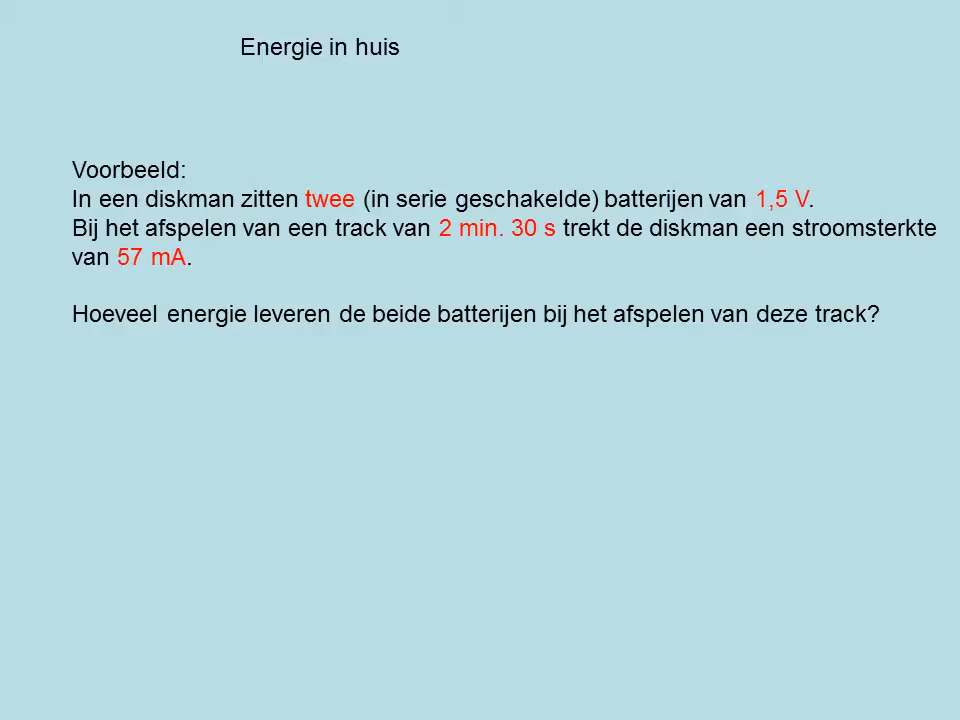 Energie in huis
Voorbeeld:
In een diskman zitten twee (in serie geschakelde) batterijen van 1,5 V.
Bij het afspelen van een track van 2 min. 30 s trekt de diskman een stroomsterkte
van 57 mA.
Hoeveel energie leveren de beide batterijen bij het afspelen van deze track?